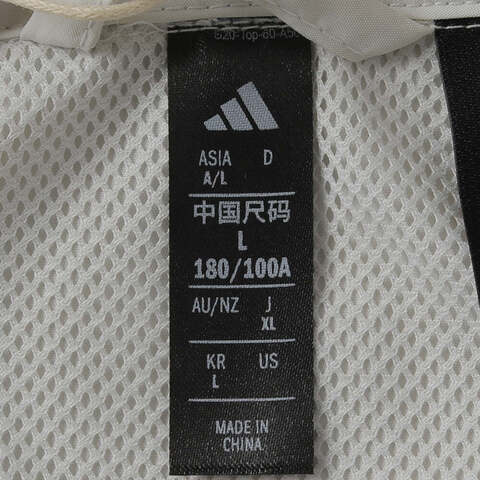 ASIA D
A/L
中国尺码
L
180/100A
AU/NZ J
XL
KR US
L
MADE IN
CHINA